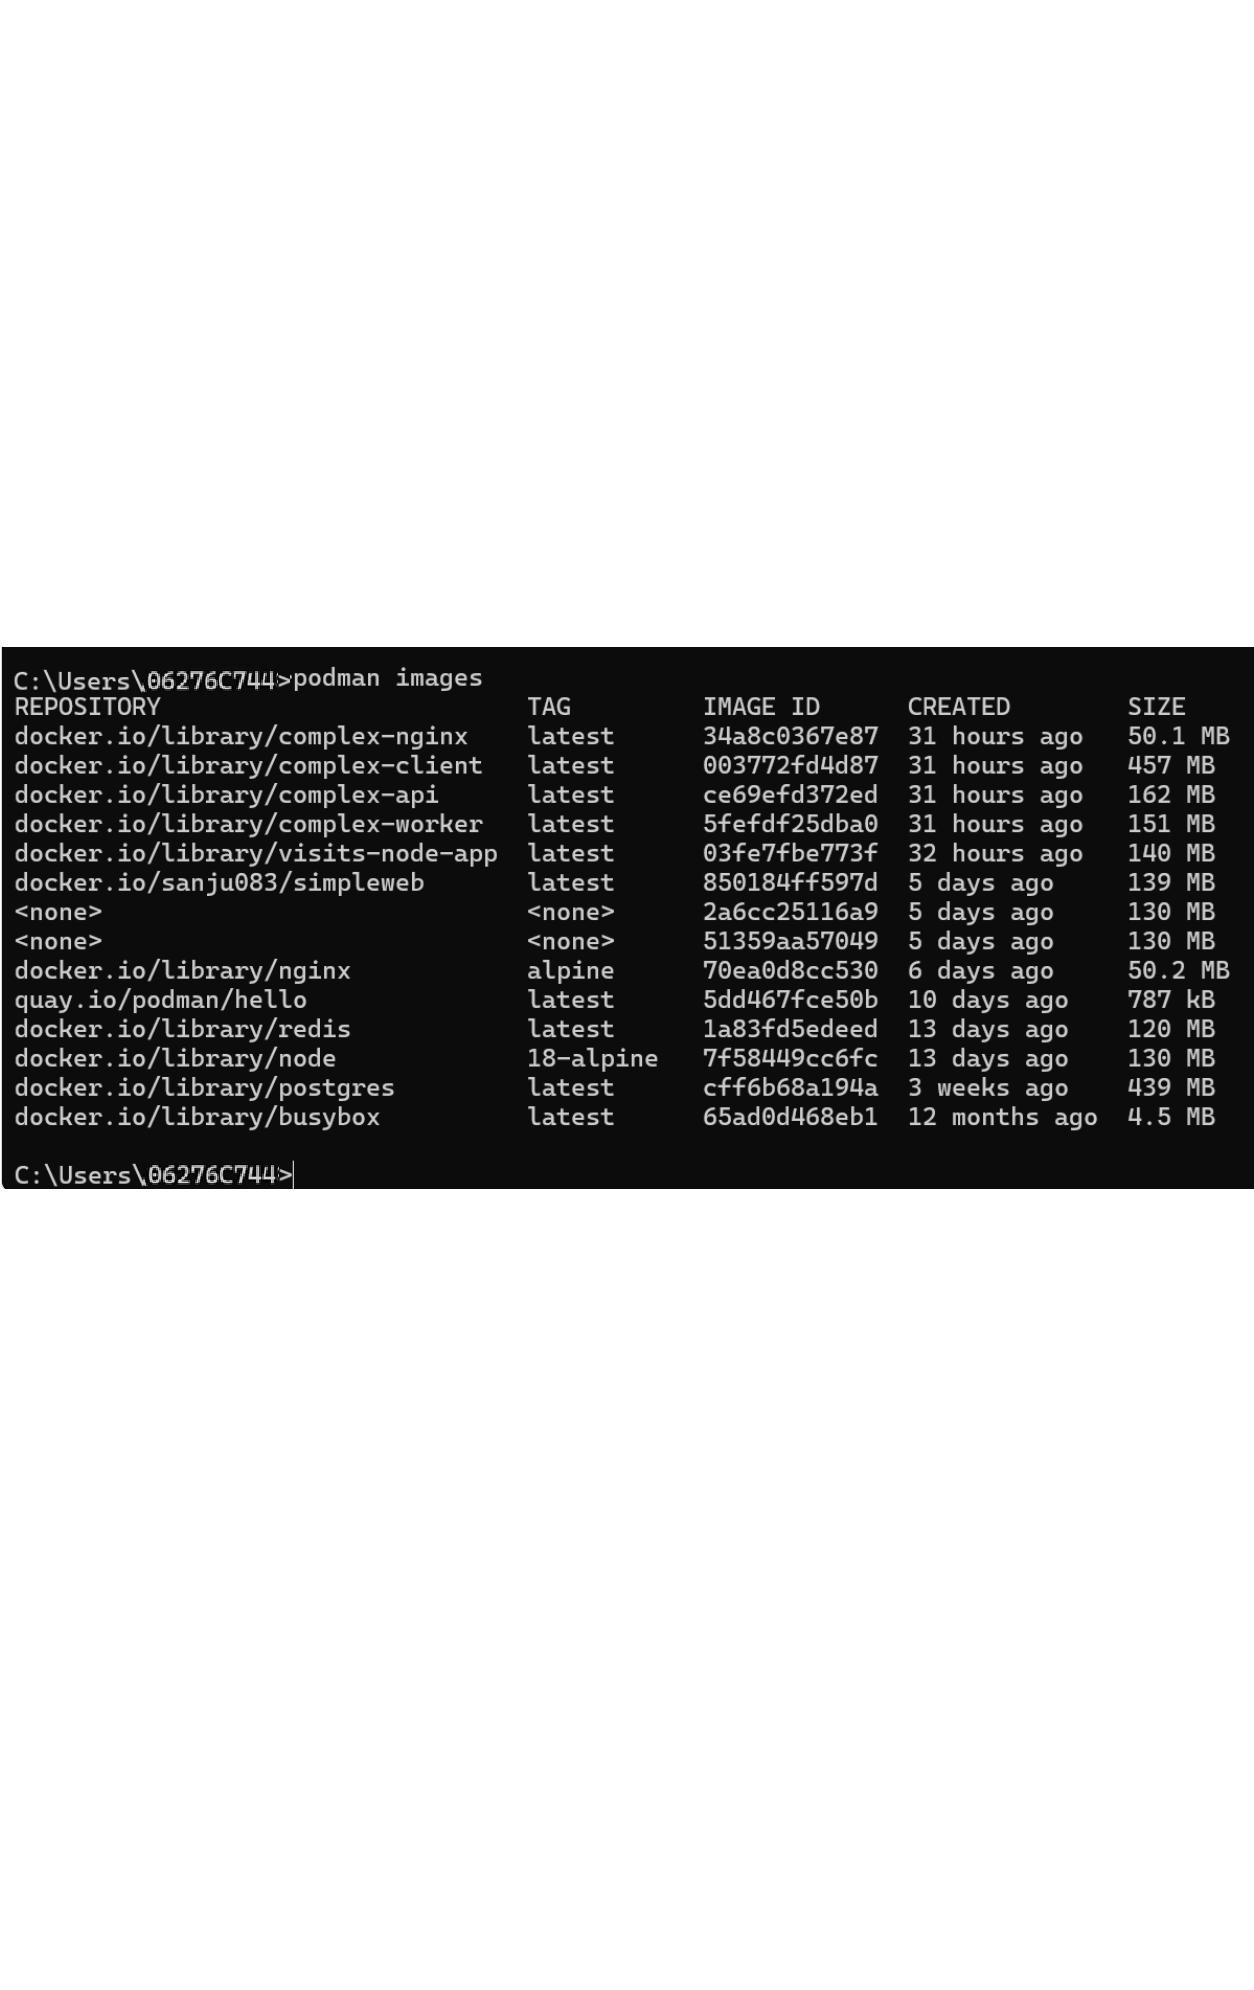 C:\Users\06276C744>podman images
REPOSITORY TAG IMAGE ID CREATED SIZE
docker.io/library/complex-nginx latest 34a8c0367e87 31 hours ago 50.1 MB
docker.io/library/complex-client latest 003772fd4d87 31 hours ago 457 MB
docker.io/library/complex-api latest ce69efd372ed 31 hours ago 162 MB
docker.io/library/complex-worker latest 5fefdf25dba0 31 hours ago 151 MB
docker.io/library/visits-node-app latest 03fe7fbe773f 32 hours ago 140 MB
docker.io/sanju083/simpleweb latest 850184ff597d 5 days ago 139 MB
<none> <none> 2a6cc25116a9 5 days ago 130 MB
<none> <none> 51359aa57049 5 days ago 130 MB
docker.io/library/nginx alpine 70ea0d8cc530 6 days ago 50.2 MB
quay.io/podman/hello latest 5dd467fce50b 10 days ago 787 kB
docker.io/library/redis latest 1a83fd5edeed 13 days ago 120 MB
docker.io/library/node 18-alpine 7f58449cc6fc 13 days ago 130 MB
docker.io/library/postgres latest cff6b68a194a 3 weeks ago 439 MB
docker.io/library/busybox latest 65ad0d468eb1 12 months ago 4.5 MB
C:\Users\06276C744>